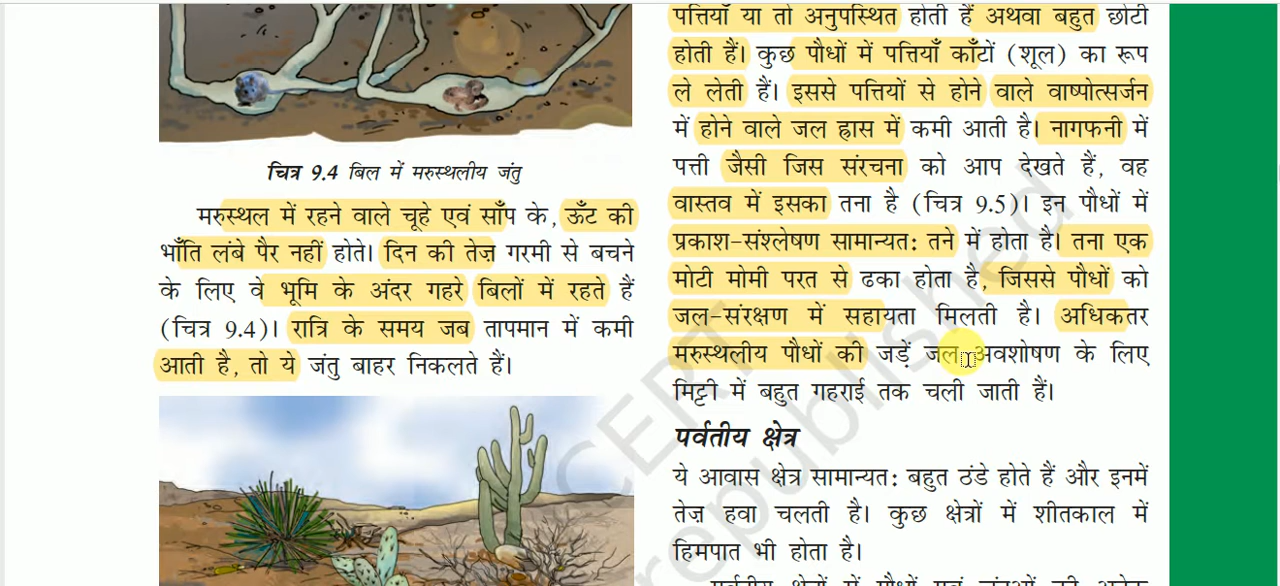 चित्र 9.4 बिल में मरुस्थलीय जंतु
मरुस्थल में रहने वाले चूहे एवं साँप के, ऊँट की
भाँति लंबे पैर नहीं होते। दिन की तेज़ गरमी से बचने
के लिए वे भूमि के अंदर गहरे बिलों में रहते हैं
(चित्र 9.4)। रात्रि के समय जब तापमान में कमी
आती है, तो ये जंतु बाहर निकलते हैं।
पत्तियाँ या तो अनुपस्थित होती हैं अथवा बहुत छोटी
होती हैं। कुछ पौधों में पत्तियाँ काँटों (शूल) का रूप
ले लेती हैं। इससे पत्तियों से होने वाले वाष्पोत्सर्जन
में होने वाले जल ह्रास में कमी आती है। नागफनी में
पत्ती जैसी जिस संरचना को आप देखते हैं, वह
वास्तव में इसका तना है (चित्र 9.5)। इन पौधों में
प्रकाश-संश्लेषण सामान्यत: तने में होता है। तना एक
मोटी मोमी परत से ढका होता है, जिससे पौधों को
जल-संरक्षण में सहायता मिलती है। अधिकतर
मरुस्थलीय पौधों की जड़ें जल अवशोषण के लिए
मिट्टी में बहुत गहराई तक चली जाती हैं।
पर्वतीय क्षेत्र
ये आवास क्षेत्र सामान्यत: बहुत ठंडे होते हैं और इनमें
तेज़ हवा चलती है। कुछ क्षेत्रों में शीतकाल में
हिमपात भी होता है।